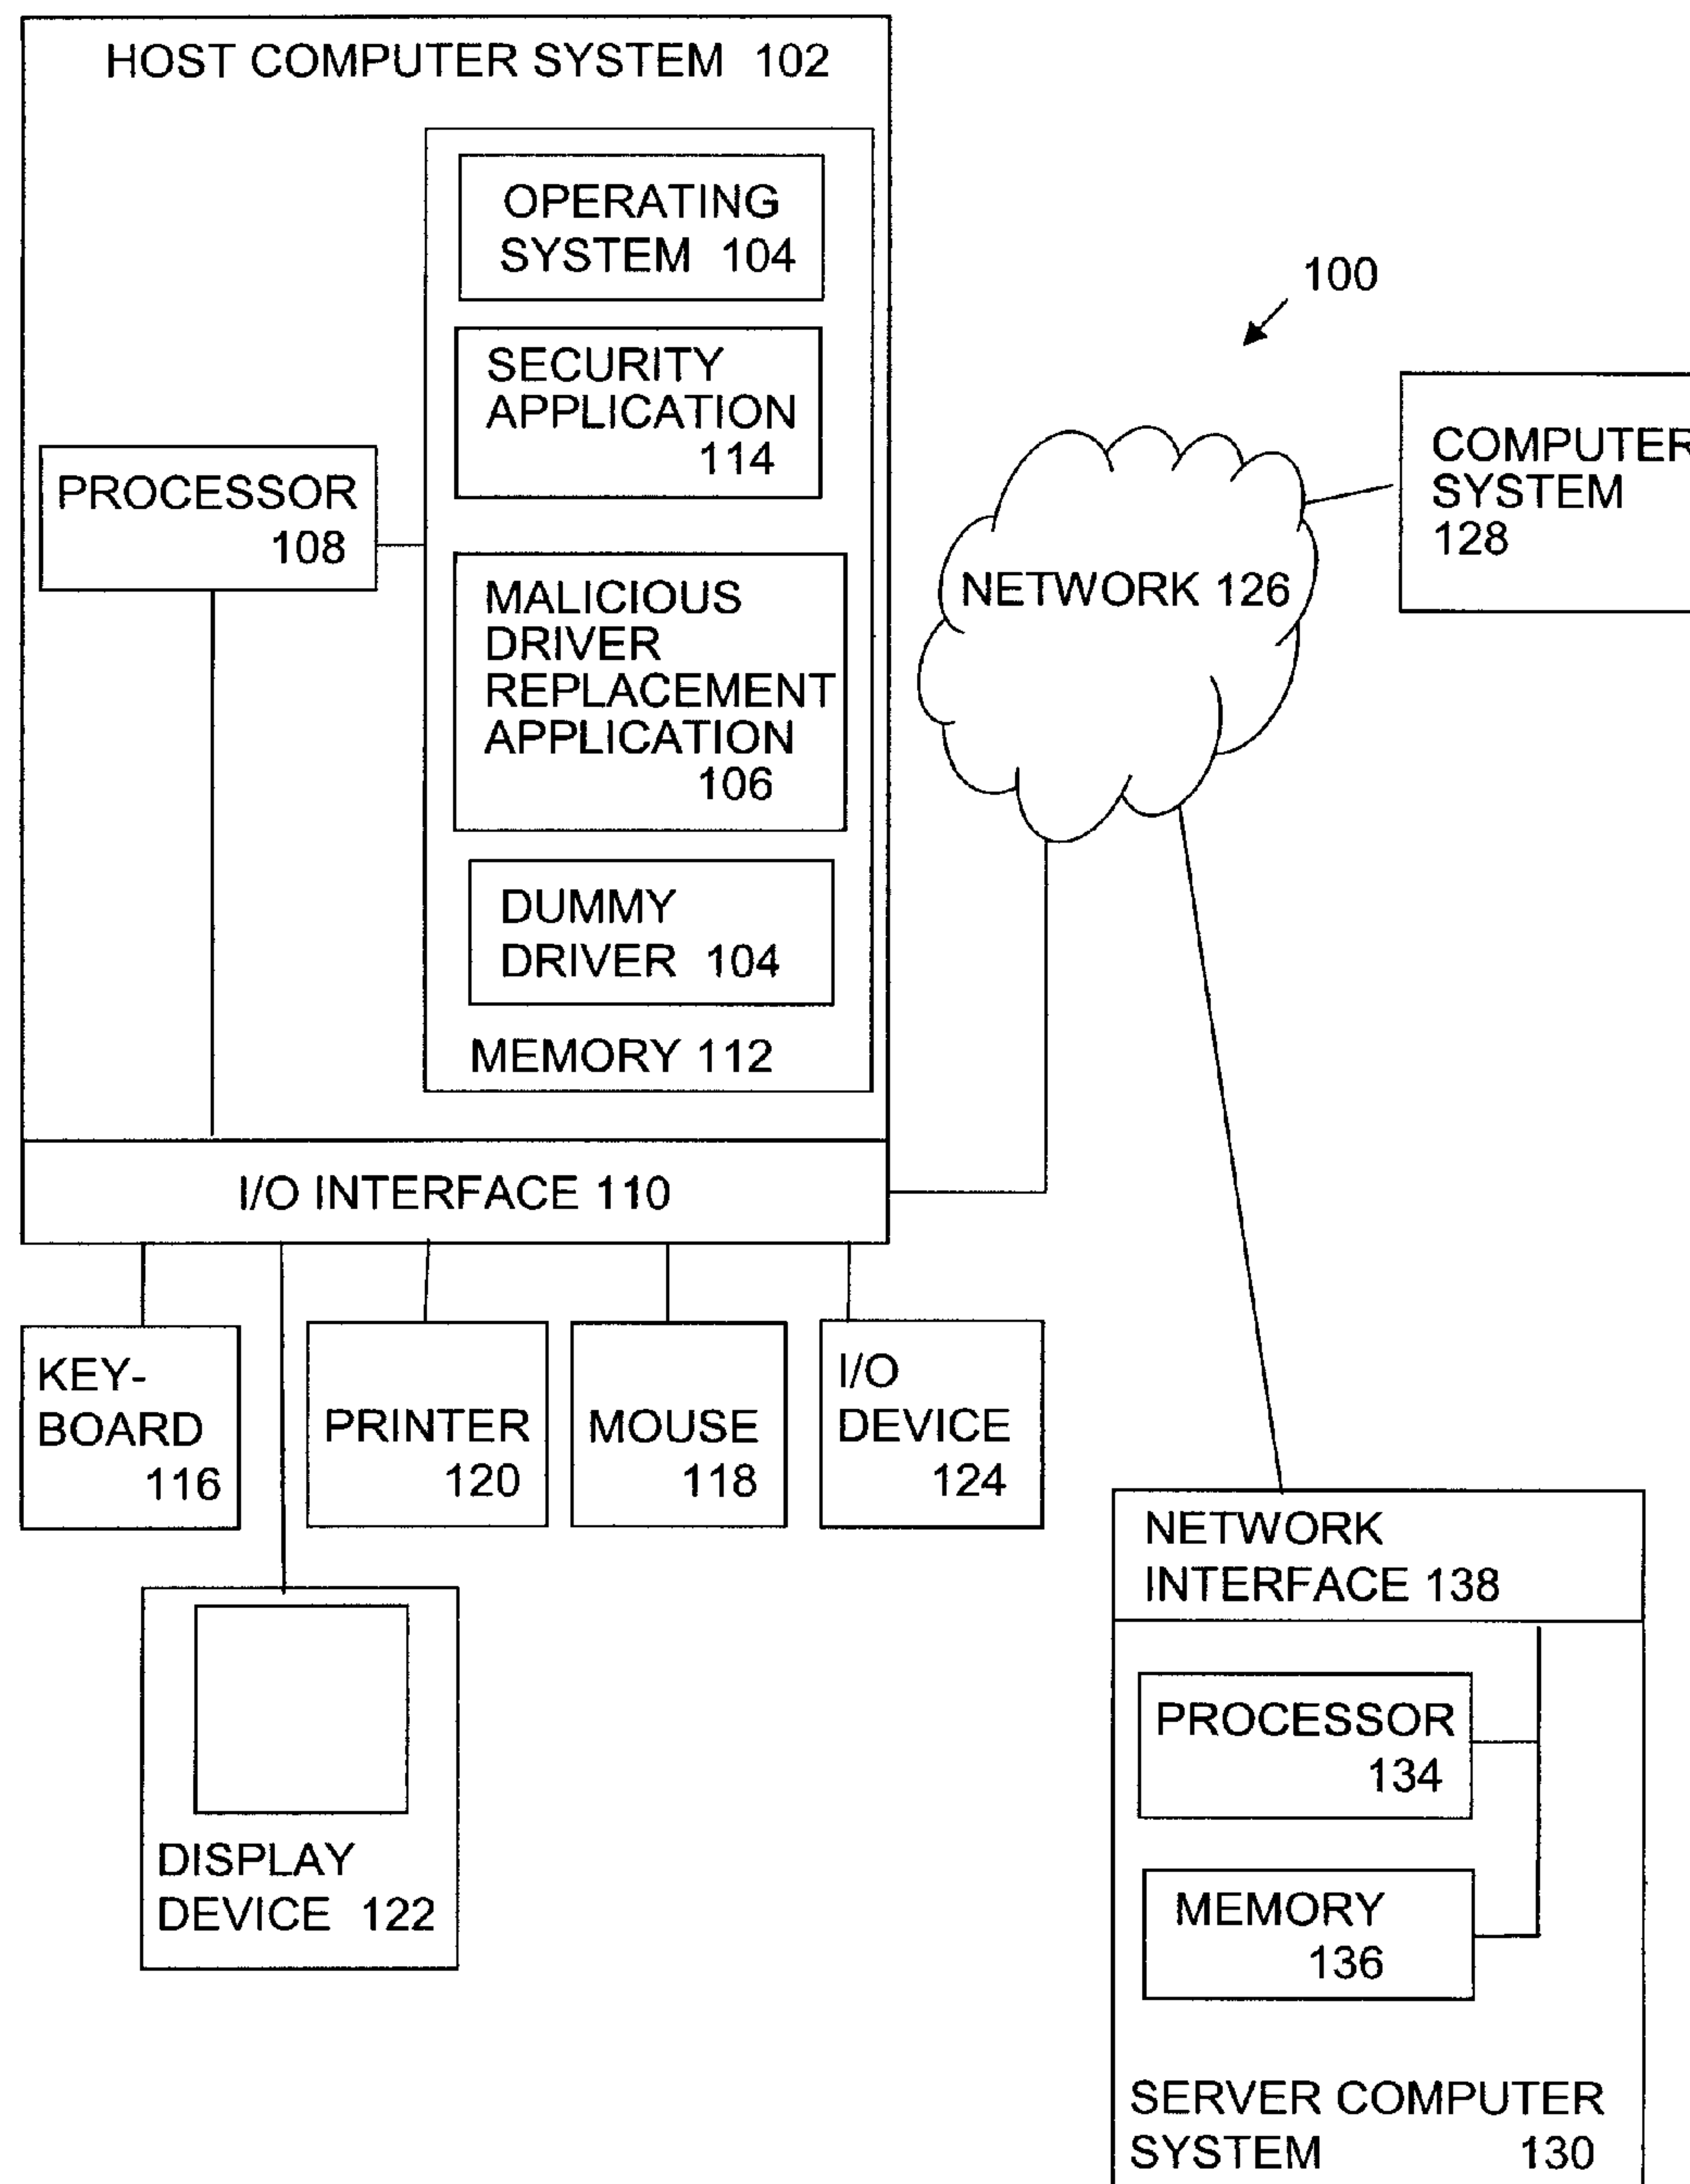 HOST COMPUTER SYSTEM 102
OPERATING
SYSTEM 104
SECURITY
APPLICATION
114
PROCESSOR
108
MALICIOUS
DRIVER
REPLACEMENT
APPLICATION
106
DUMMY
DRIVER 104
MEMORY 112
I/O INTERFACE 110
100
NETWORK 126
COMPUTER
SYSTEM
128
KEY-
BOARD
116
PRINTER
120
MOUSE
118
I/O
DEVICE
124
DISPLAY
DEVICE 122
NETWORK
INTERFACE 138
PROCESSOR
134
MEMORY
136
SERVER COMPUTER
SYSTEM 130